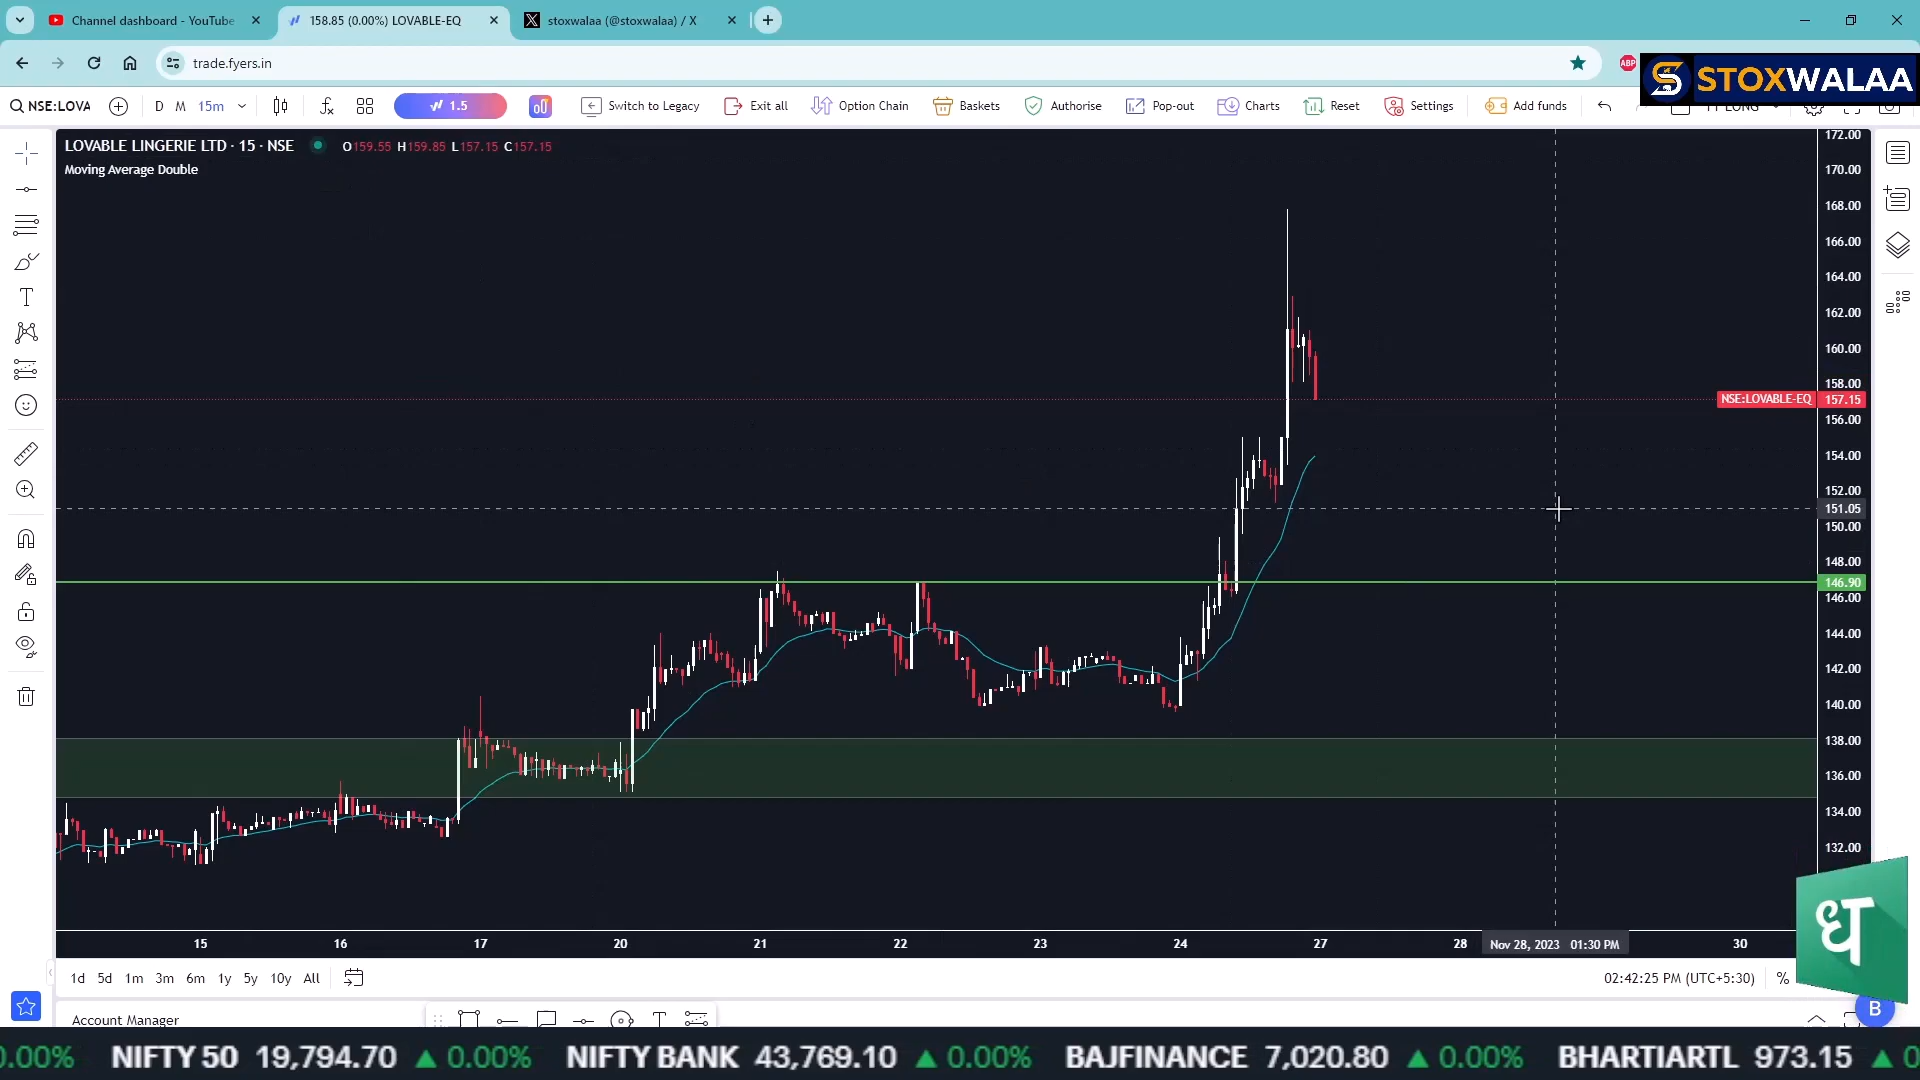 Channel dashboard - YouTube
158.85 (0.00%) LOVABLE-EQ
stoxwalaa (@stoxwalaa) / X
trade.fyers.in
ABP
STOXWALAA
NSE:LOVA
D M 15m
1.5
Switch to Legacy
Exit all
Option Chain
Baskets
Authorise
Pop-out
Charts
Reset
Settings
Add funds
LOVABLE LINGERIE LTD · 15 · NSE
O159.55 H159.85 L157.15 C157.15
Moving Average Double
172.00
170.00
168.00
166.00
164.00
162.00
160.00
158.00
NSE:LOVABLE-EQ 157.15
156.00
154.00
152.00
151.05
150.00
148.00
146.90
146.00
144.00
142.00
140.00
138.00
136.00
134.00
132.00
15 16 17 20 21 22 23 24 27 28 Nov 28, 2023 01:30 PM 30
1d 5d 1m 3m 6m 1y 5y 10y All
02:42:25 PM (UTC+5:30) %
ध
B
Account Manager
0.00% NIFTY 50 19,794.70 ▲ 0.00% NIFTY BANK 43,769.10 ▲ 0.00% BAJFINANCE 7,020.80 ▲ 0.00% BHARTIARTL 973.15 ▲ 0